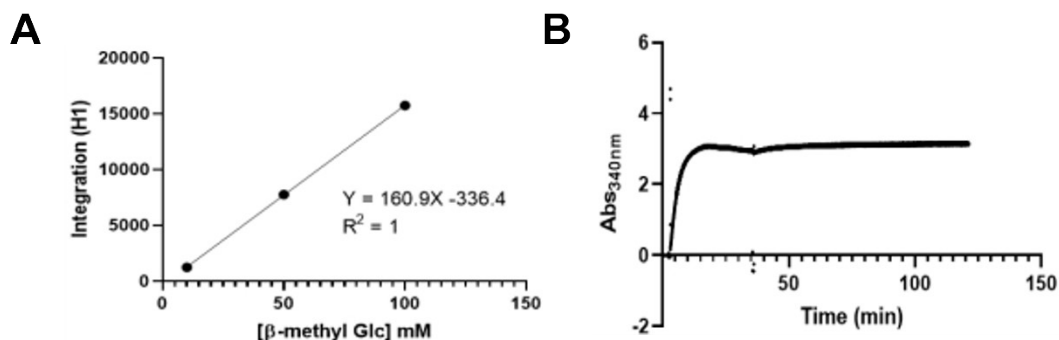 A
20000
15000
10000
5000
0
Integration (H1)
Y = 160.9X -336.4
R² = 1
0 50 100 150
[β-methyl Glc] mM
B
6
4
2
0
-2
Abs340nm
50 100 150
Time (min)